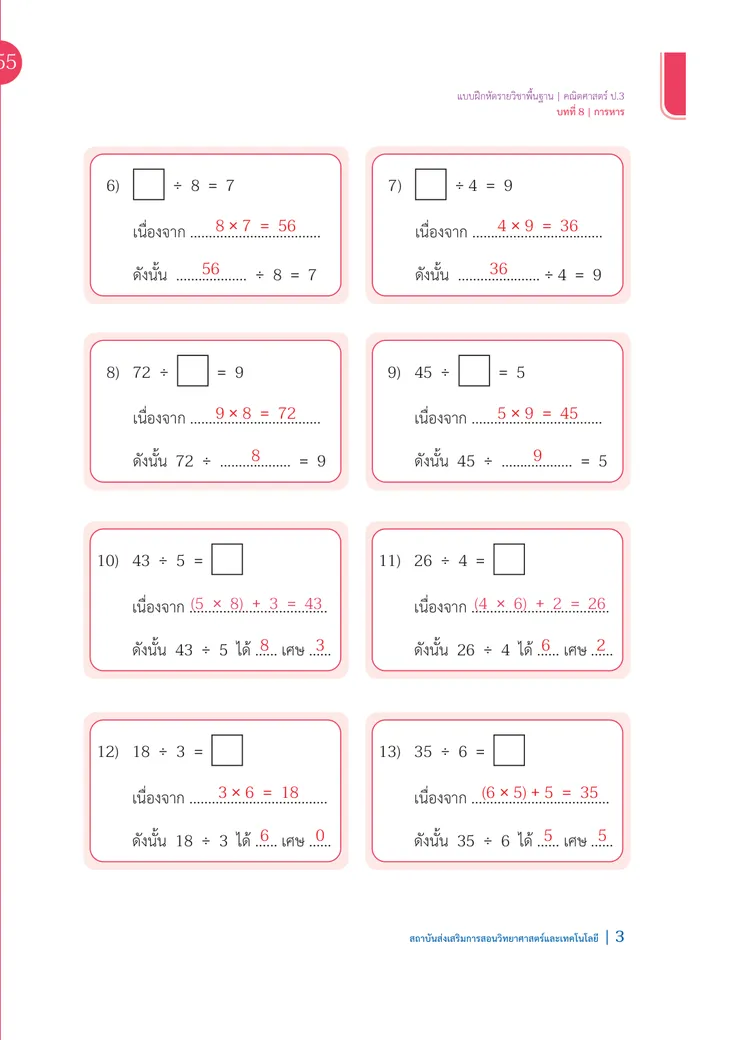 55
แบบฝึกหัดรายวิชาพื้นฐาน | คณิตศาสตร์ ป.3
บทที่ 8 | การหาร
6) □ ÷ 8 = 7
เนื่องจาก 8 × 7 = 56
ดังนั้น 56 ÷ 8 = 7
7) □ ÷ 4 = 9
เนื่องจาก 4 × 9 = 36
ดังนั้น 36 ÷ 4 = 9
8) 72 ÷ □ = 9
เนื่องจาก 9 × 8 = 72
ดังนั้น 72 ÷ 8 = 9
9) 45 ÷ □ = 5
เนื่องจาก 5 × 9 = 45
ดังนั้น 45 ÷ 9 = 5
10) 43 ÷ 5 = □
เนื่องจาก (5 × 8) + 3 = 43
ดังนั้น 43 ÷ 5 ได้ 8 เศษ 3
11) 26 ÷ 4 = □
เนื่องจาก (4 × 6) + 2 = 26
ดังนั้น 26 ÷ 4 ได้ 6 เศษ 2
12) 18 ÷ 3 = □
เนื่องจาก 3 × 6 = 18
ดังนั้น 18 ÷ 3 ได้ 6 เศษ 0
13) 35 ÷ 6 = □
เนื่องจาก (6 × 5) + 5 = 35
ดังนั้น 35 ÷ 6 ได้ 5 เศษ 5
สถาบันส่งเสริมการสอนวิทยาศาสตร์และเทคโนโลยี | 3